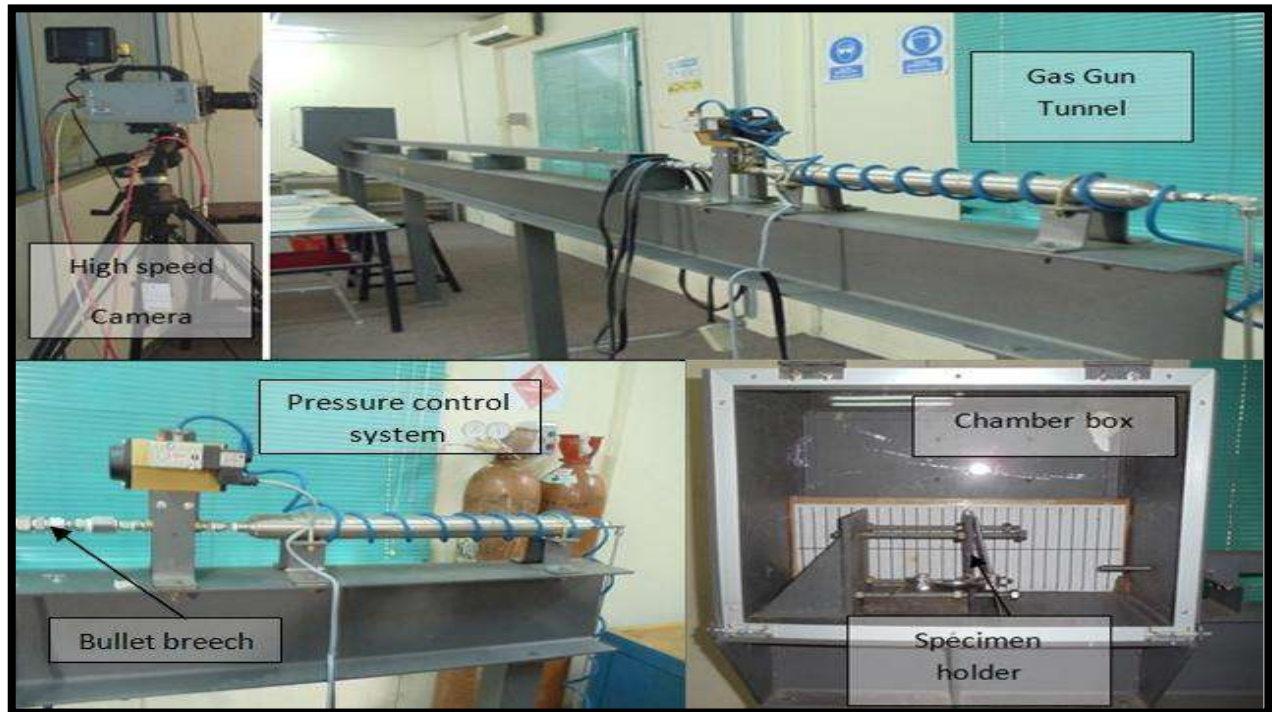 Gas Gun
Tunnel
High speed
Camera
Pressure control
system
Chamber box
Bullet breech
Specimen
holder